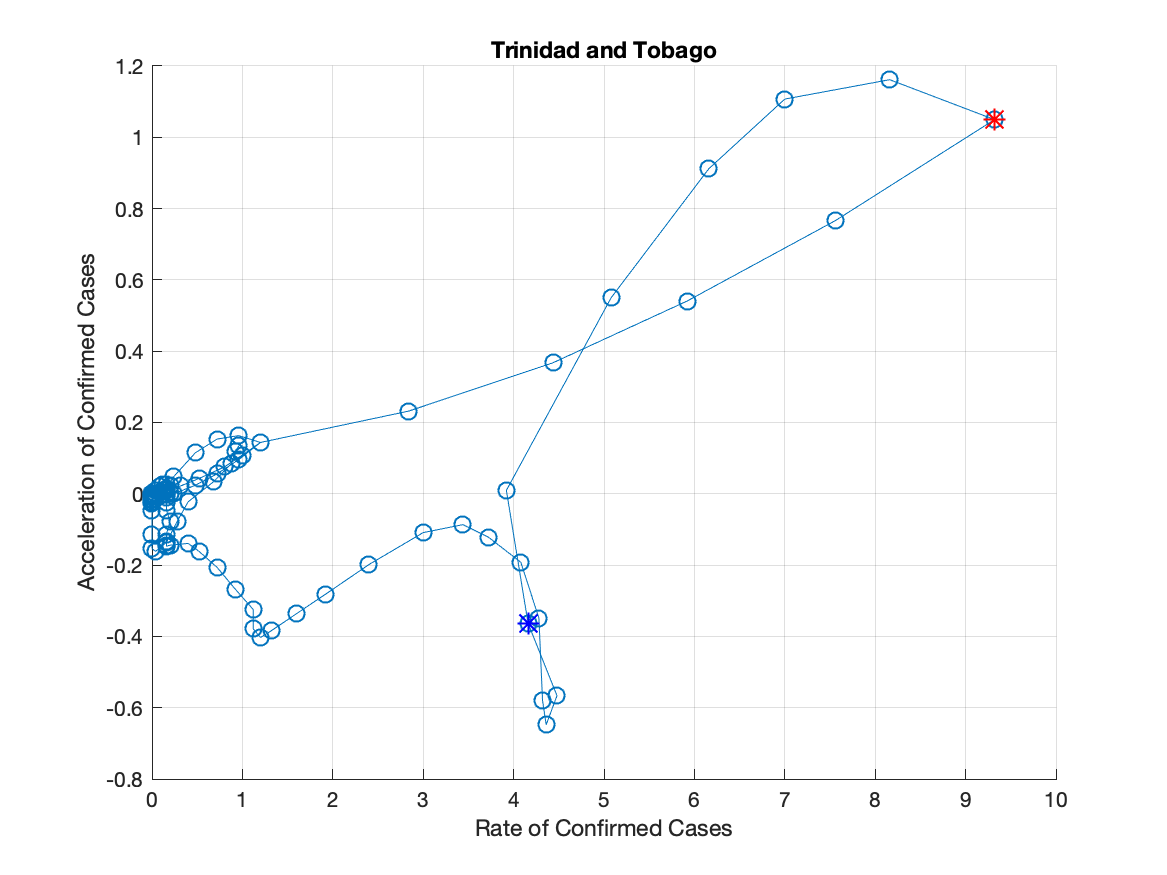 Trinidad and Tobago
1.2
1
0.8
0.6
0.4
0.2
0
-0.2
-0.4
-0.6
-0.8
Acceleration of Confirmed Cases
0 1 2 3 4 5 6 7 8 9 10
Rate of Confirmed Cases